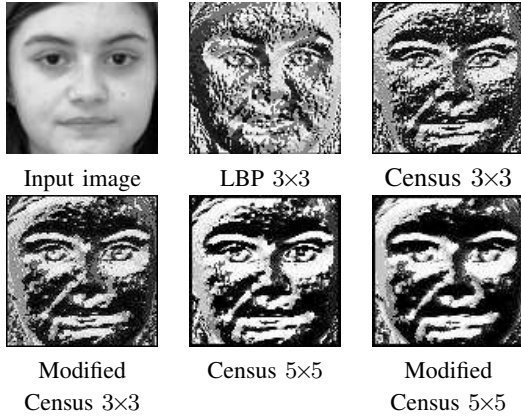 Input image
LBP 3×3
Census 3×3
Modified
Census 3×3
Census 5×5
Modified
Census 5×5